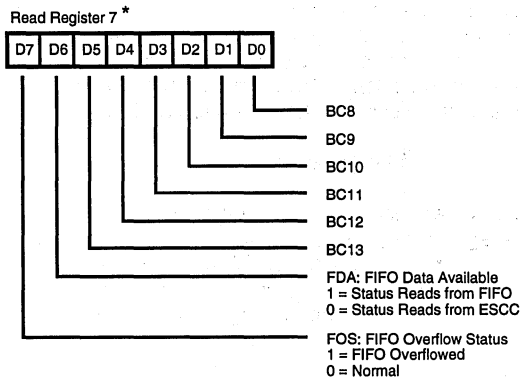 Read Register 7 *
D7 D6 D5 D4 D3 D2 D1 D0
BC8
BC9
BC10
BC11
BC12
BC13
FDA: FIFO Data Available
1 = Status Reads from FIFO
0 = Status Reads from ESCC
FOS: FIFO Overflow Status
1 = FIFO Overflowed
0 = Normal